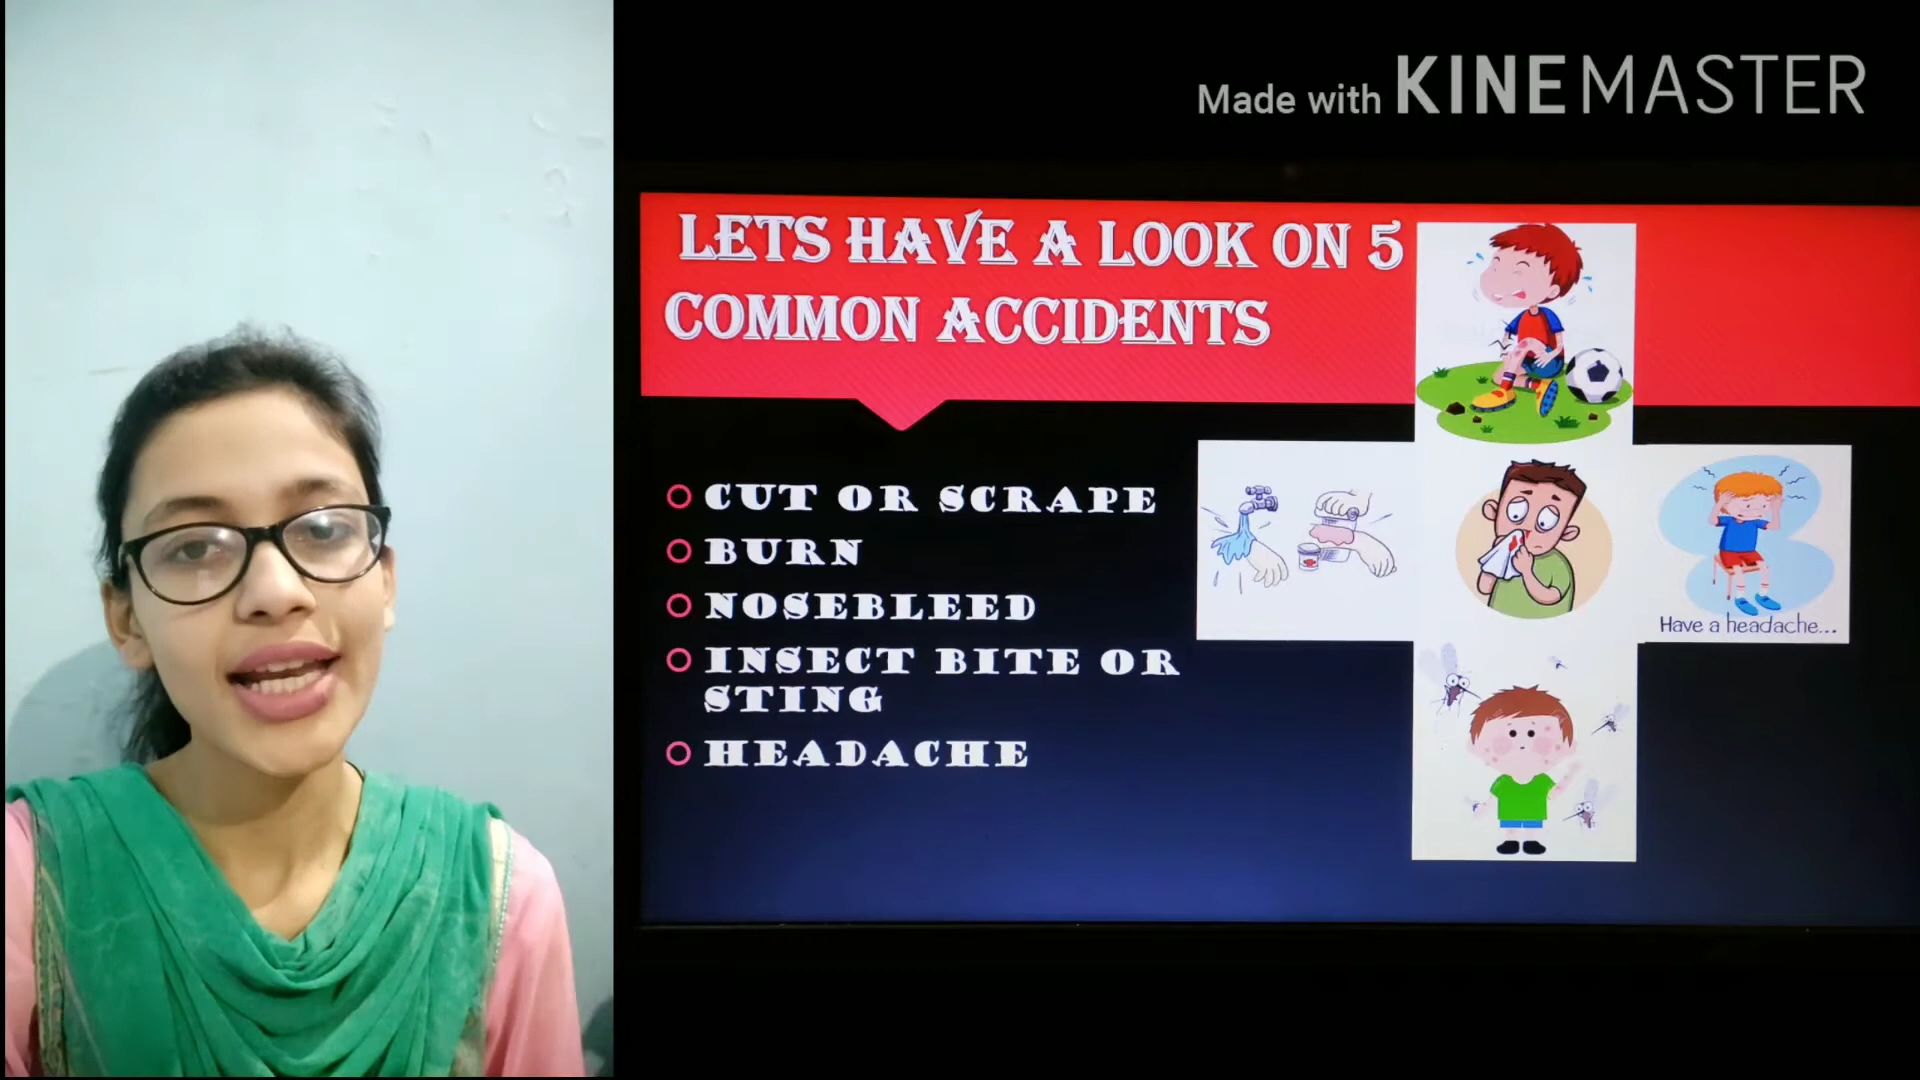 Made with KINEMASTER
LETS HAVE A LOOK ON 5
COMMON ACCIDENTS
CUT OR SCRAPE
BURN
NOSEBLEED
INSECT BITE OR
STING
HEADACHE
Have a headache...